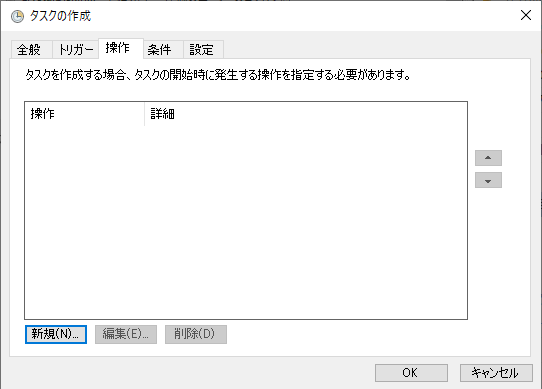 タスクの作成
全般 トリガー 操作 条件 設定
タスクを作成する場合、タスクの開始時に発生する操作を指定する必要があります。
操作 詳細
新規(N)... 編集(E)... 削除(D)
OK キャンセル